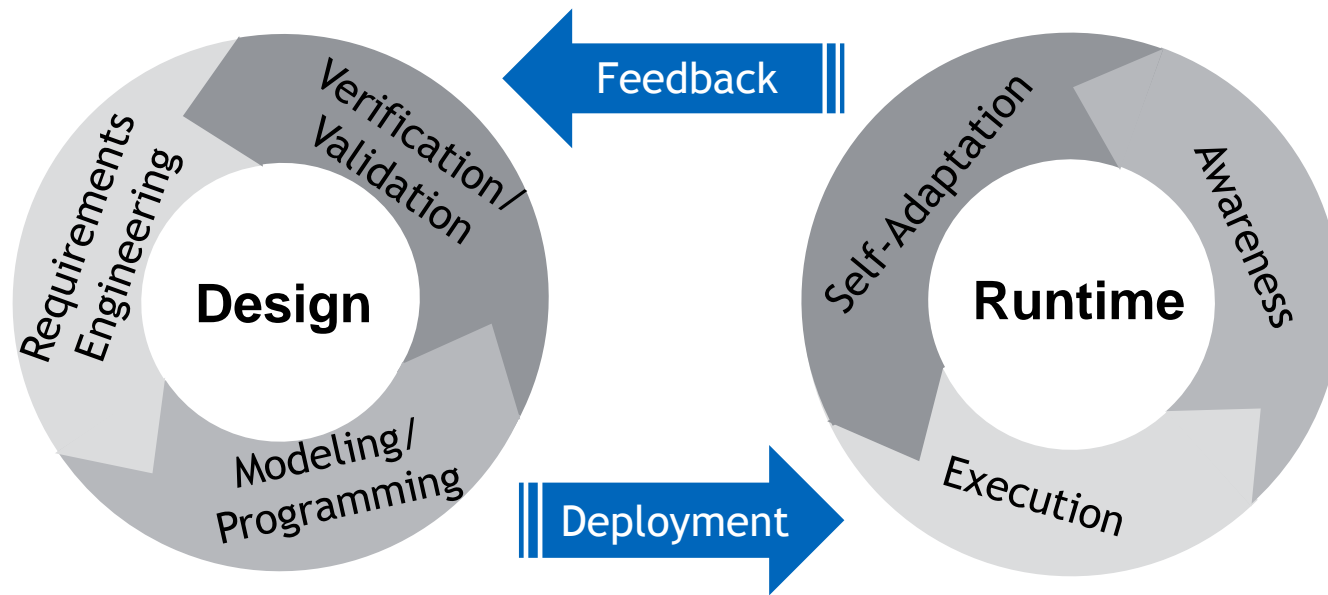 Feedback
Verification/
Validation
Requirements
Engineering
Design
Modeling/
Programming
Self-Adaptation
Awareness
Runtime
Execution
Deployment